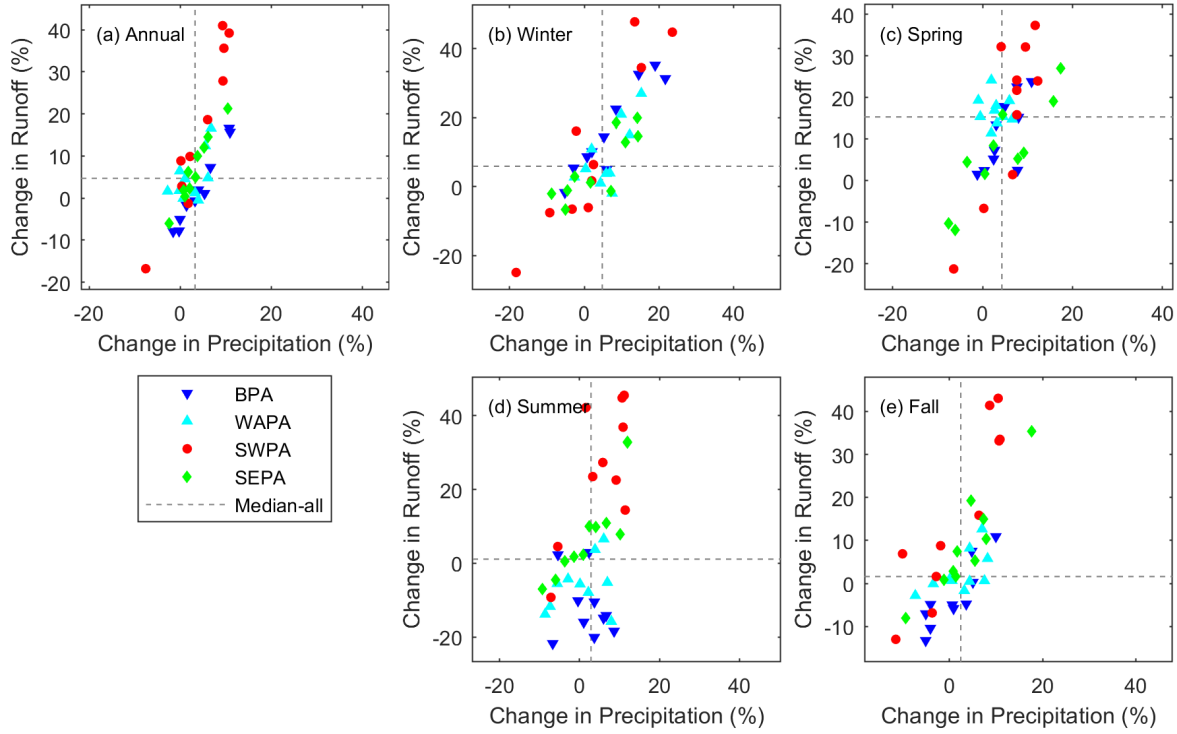 (a) Annual
Change in Runoff (%)
40
30
20
10
0
-10
-20
-20 0 20 40
Change in Precipitation (%)
(b) Winter
Change in Runoff (%)
40
20
0
-20
-20 0 20 40
Change in Precipitation (%)
(c) Spring
Change in Runoff (%)
40
30
20
10
0
-10
-20
-20 0 20 40
Change in Precipitation (%)
BPA
WAPA
SWPA
SEPA
Median-all
(d) Summer
Change in Runoff (%)
40
20
0
-20
-20 0 20 40
Change in Precipitation (%)
(e) Fall
Change in Runoff (%)
40
30
20
10
0
-10
0 20 40
Change in Precipitation (%)